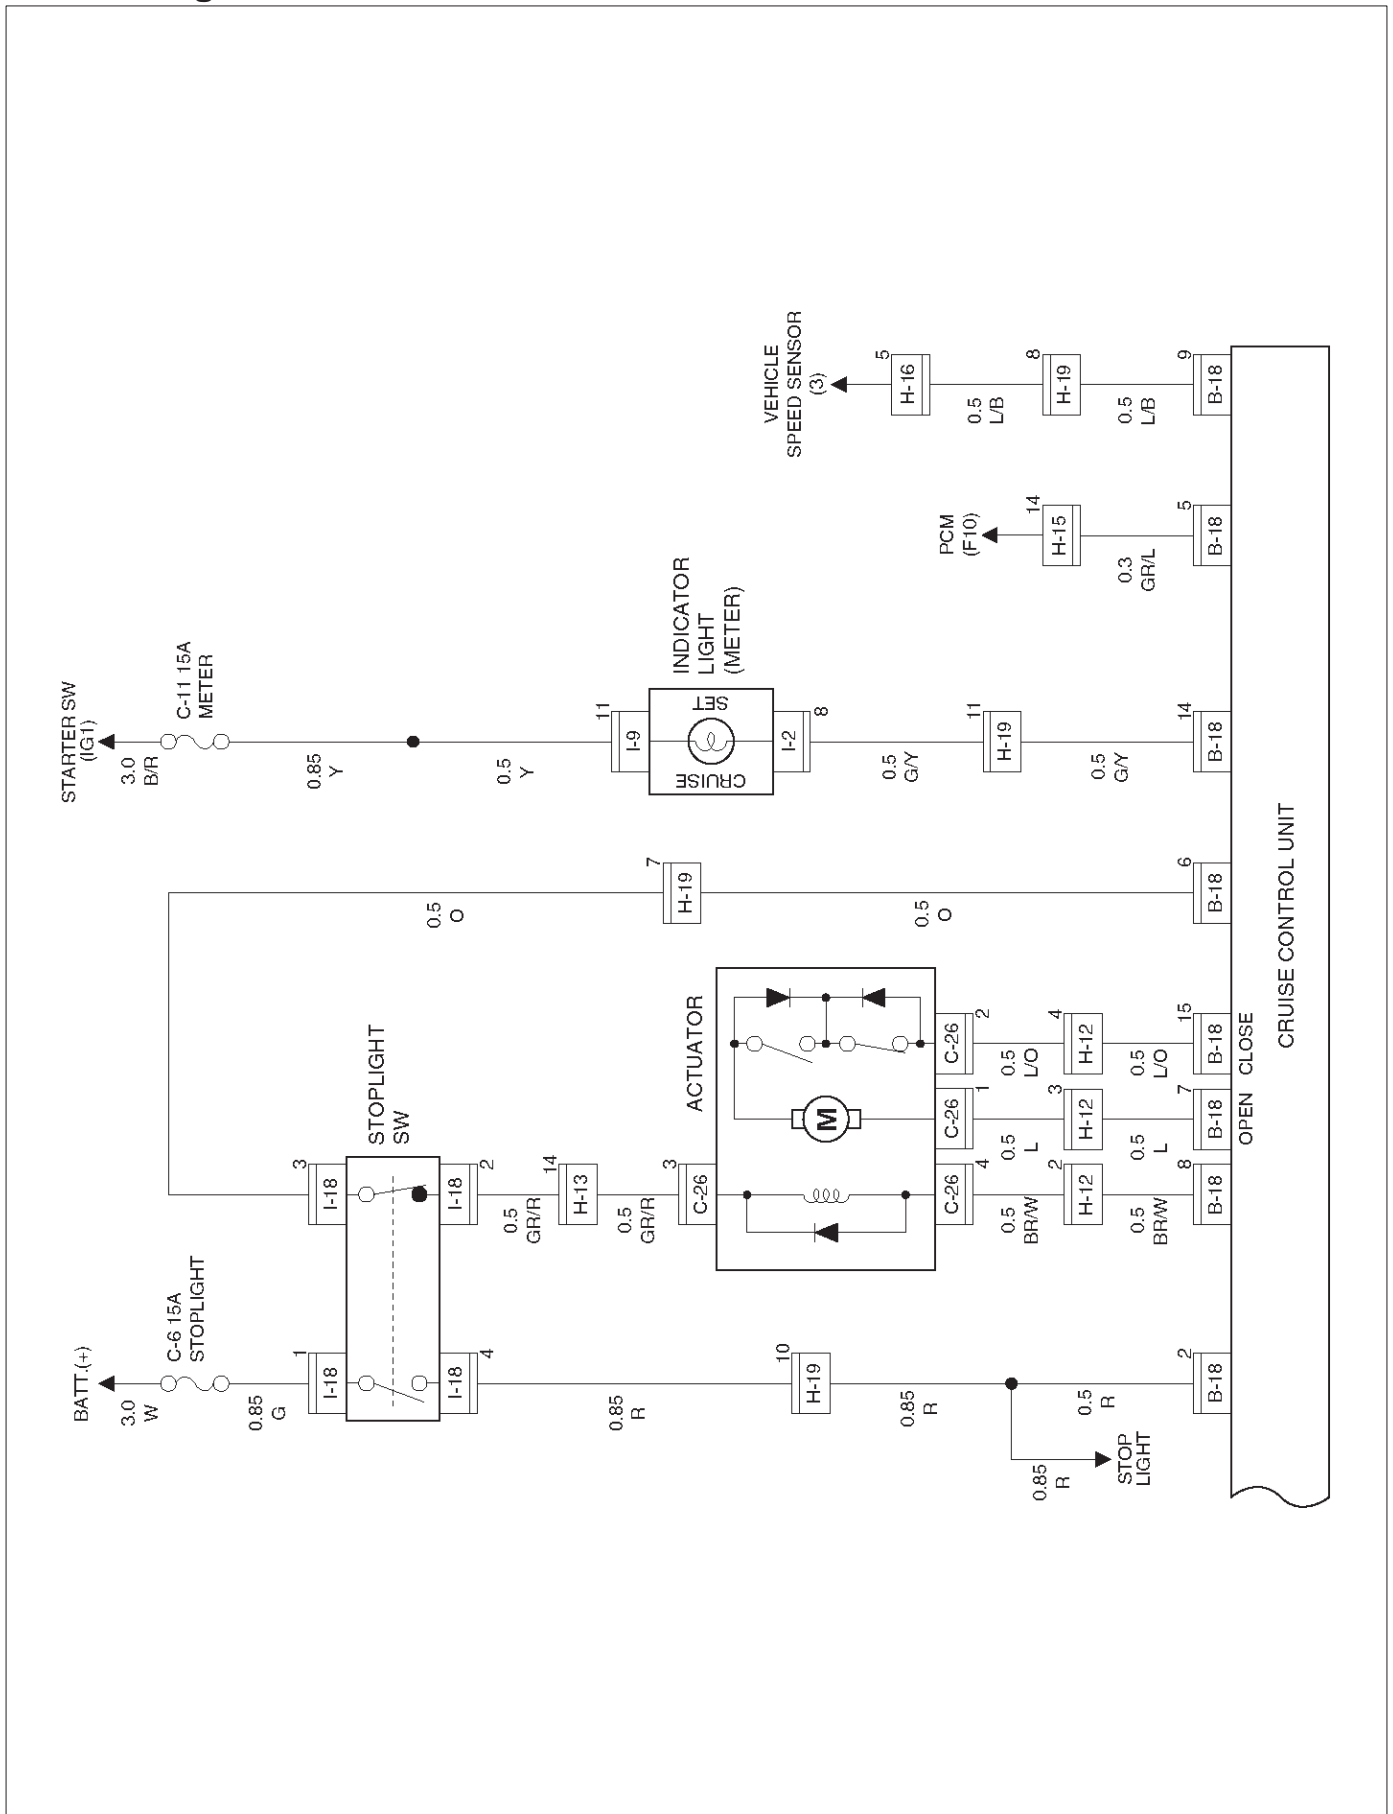 g
BATT.(+)
3.0
W
C-6 15A
STOPLIGHT
0.85
G
1
I-18
I-18
4
0.85
R
10
H-19
0.85
R
0.85
R
STOP
LIGHT
0.5
R
2
B-18
STOPLIGHT
SW
3
I-18
I-18
2
0.5
GR/R
14
H-13
0.5
GR/R
3
C-26
ACTUATOR
M
C-26
4
0.5
BR/W
2
H-12
0.5
BR/W
8
B-18
C-26
1
0.5
L
3
H-12
0.5
L
7
B-18
OPEN
C-26
2
0.5
L/O
4
H-12
0.5
L/O
15
B-18
CLOSE
0.5
O
7
H-19
0.5
O
6
B-18
STARTER SW
(IG1)
3.0
B/R
C-11 15A
METER
0.85
Y
0.5
Y
11
I-9
CRUISE
SET
INDICATOR
LIGHT
(METER)
I-2
8
0.5
G/Y
11
H-19
0.5
G/Y
14
B-18
PCM
(F10)
14
H-15
0.3
GR/L
5
B-18
VEHICLE
SPEED SENSOR
(3)
5
H-16
0.5
L/B
8
H-19
0.5
L/B
9
B-18
CRUISE CONTROL UNIT